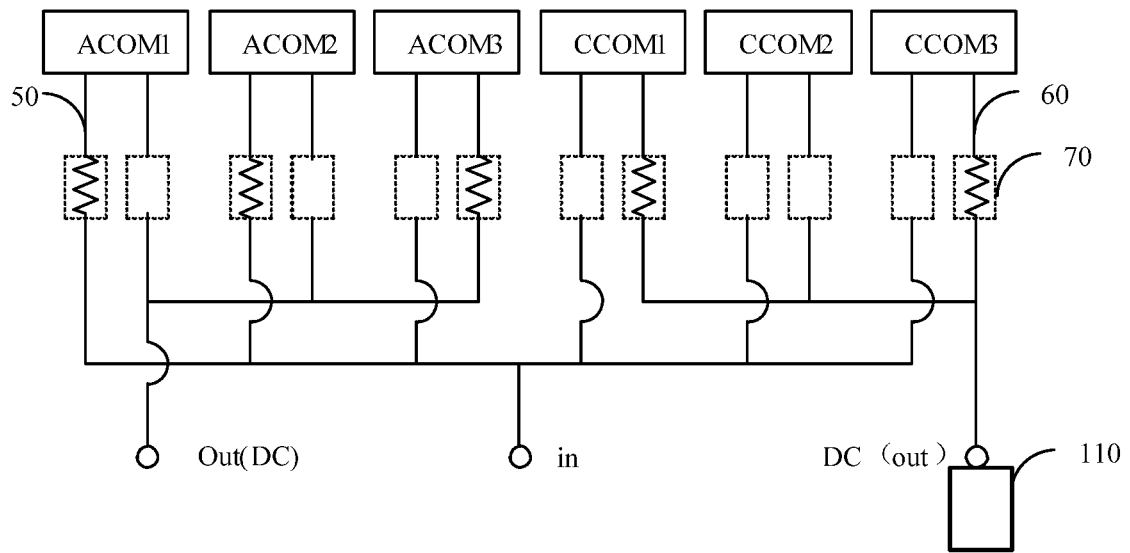 ACOM1 ACOM2 ACOM3 CCOM1 CCOM2 CCOM3
50 60
70
Out(DC) in DC（out） 110